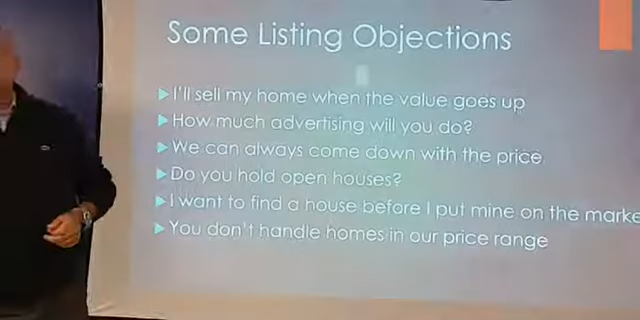 Some Listing Objections
I'll sell my home when the value goes up
How much advertising will you do?
We can always come down with the price
Do you hold open houses?
I want to find a house before I put mine on the marke
You don't handle homes in our price range